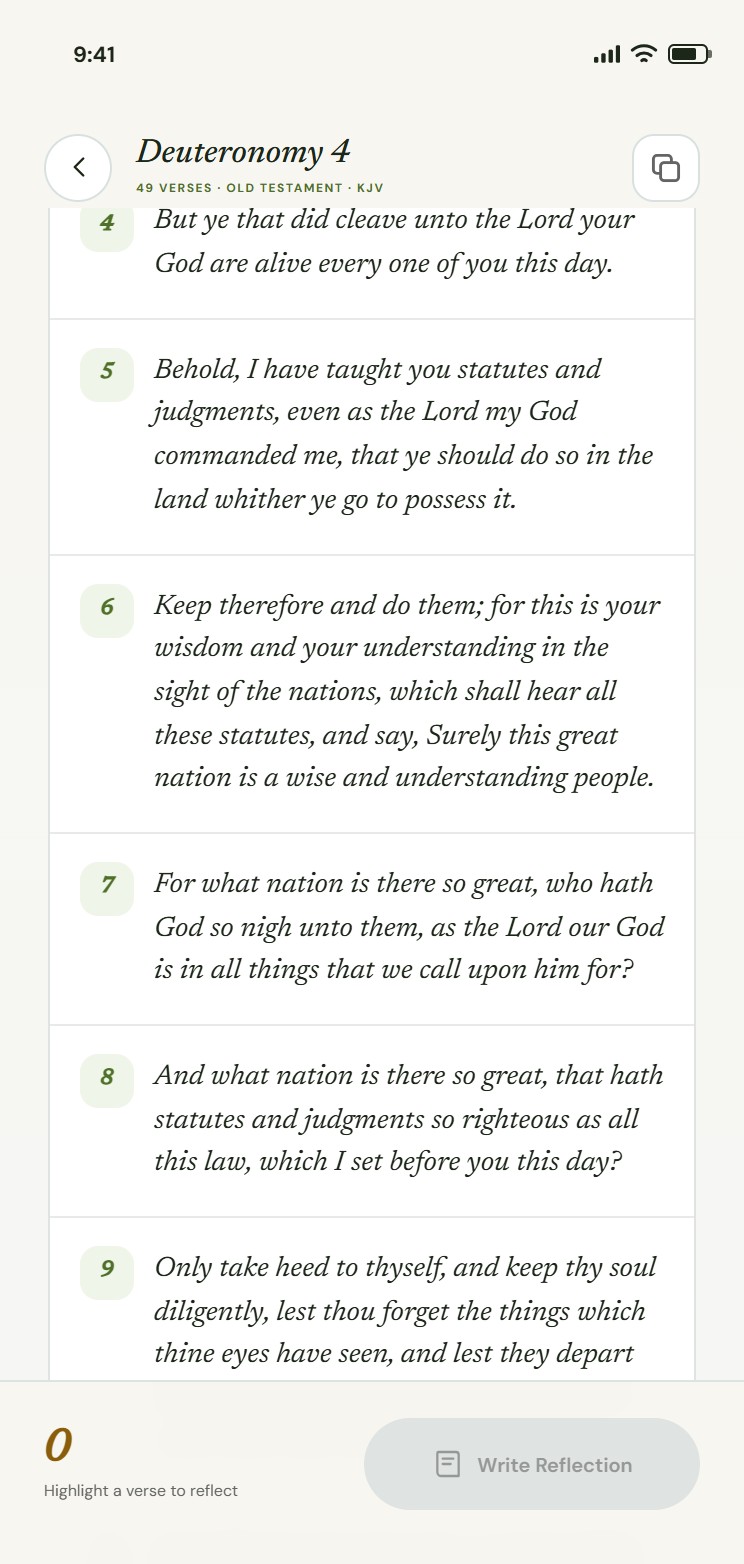 9:41
Deuteronomy 4
49 VERSES · OLD TESTAMENT · KJV
4
But ye that did cleave unto the Lord your
God are alive every one of you this day.
5
Behold, I have taught you statutes and
judgments, even as the Lord my God
commanded me, that ye should do so in the
land whither ye go to possess it.
6
Keep therefore and do them; for this is your
wisdom and your understanding in the
sight of the nations, which shall hear all
these statutes, and say, Surely this great
nation is a wise and understanding people.
7
For what nation is there so great, who hath
God so nigh unto them, as the Lord our God
is in all things that we call upon him for?
8
And what nation is there so great, that hath
statutes and judgments so righteous as all
this law, which I set before you this day?
9
Only take heed to thyself, and keep thy soul
diligently, lest thou forget the things which
thine eyes have seen, and lest they depart
0
Highlight a verse to reflect
Write Reflection